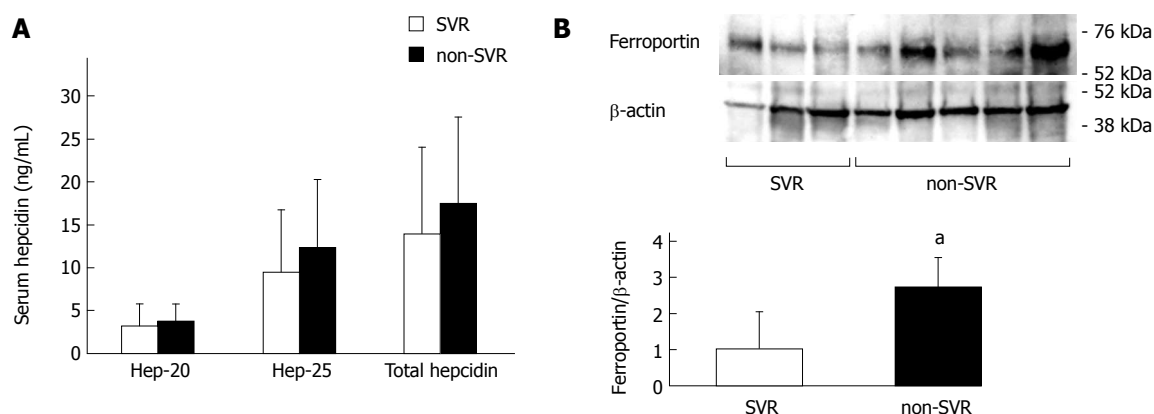 A
SVR
non-SVR
Serum hepcidin (ng/mL)
30
25
20
15
10
5
0
Hep-20 Hep-25 Total hepcidin
B
Ferroportin
β-actin
- 76 kDa
- 52 kDa
- 52 kDa
- 38 kDa
SVR non-SVR
Ferroportin/β-actin
4
3
2
1
0
a
SVR non-SVR